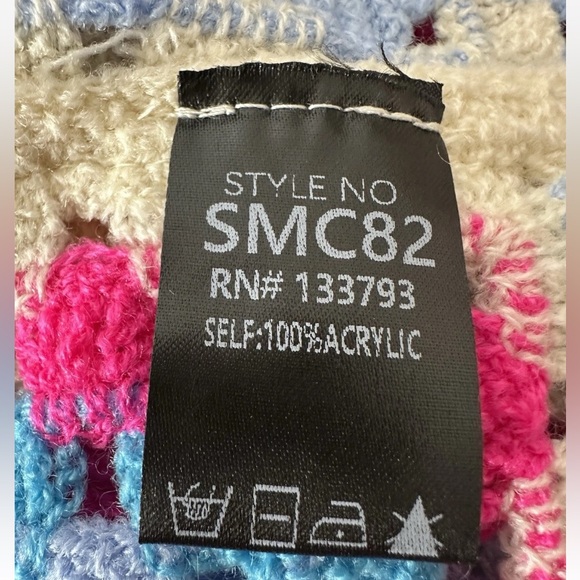 STYLE NO
SMC82
RN# 133793
SELF:100%ACRYLIC